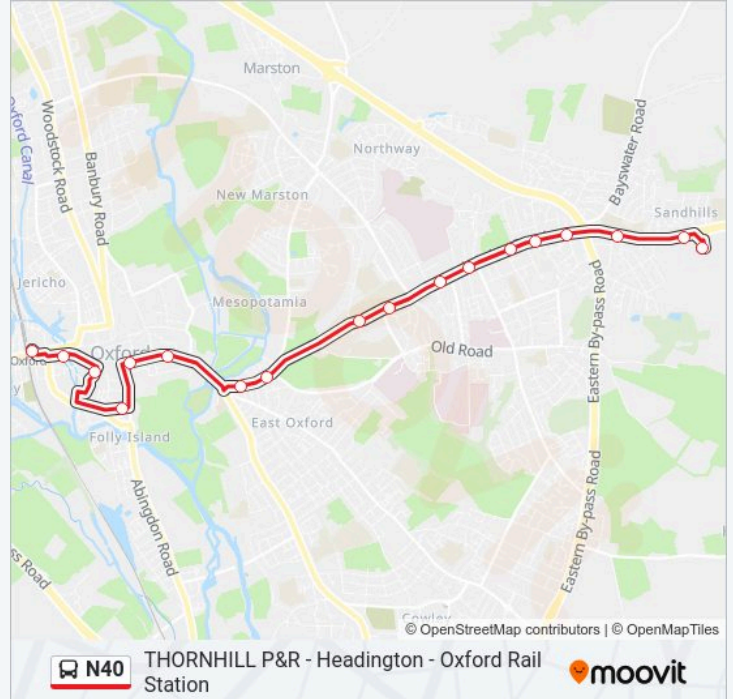 Marston
Oxford Canal
Woodstock Road
Banbury Road
Northway
Bayswater Road
New Marston
Sandhills
Jericho
Mesopotamia
Eastern By-pass Road
Oxford
Oxford
Old Road
East Oxford
Folly Island
Abingdon Road
Eastern By-pass Road
ss Road
Cowley
© OpenStreetMap contributors | © OpenMapTiles
N40
THORNHILL P&R - Headington - Oxford Rail
Station
moovit